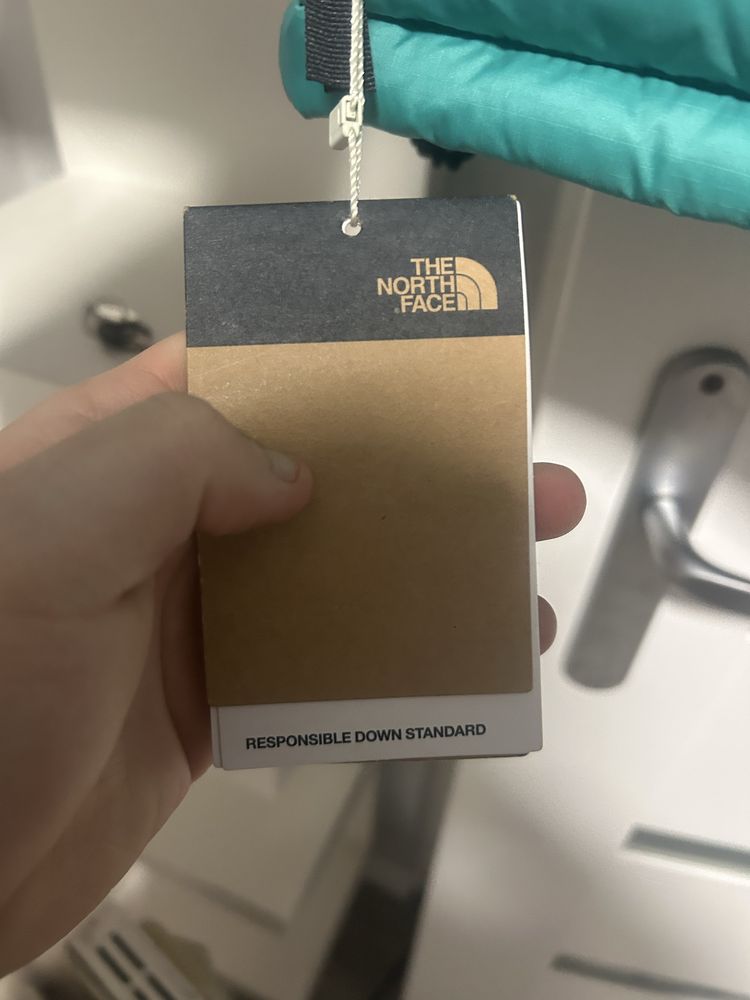 THE
NORTH
FACE
RESPONSIBLE DOWN STANDARD